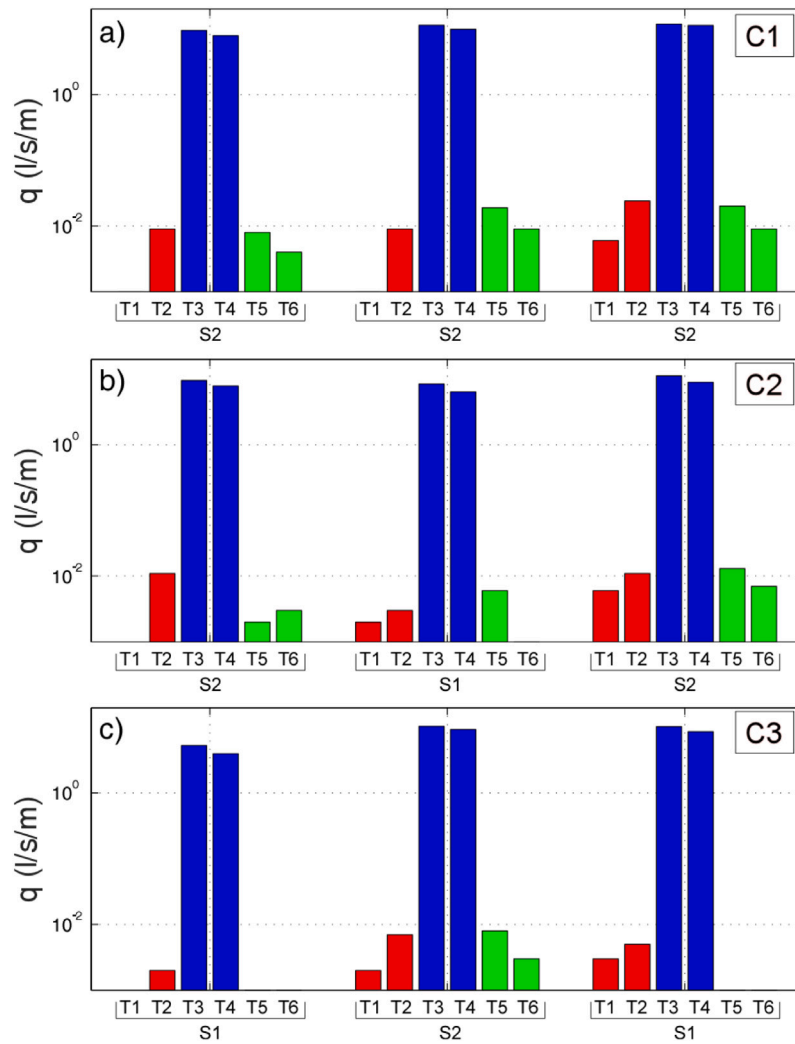 a)
C1
q (l/s/m)
10^0
10^-2
T1 T2 T3 T4 T5 T6 T1 T2 T3 T4 T5 T6 T1 T2 T3 T4 T5 T6
S2 S2 S2
b)
C2
q (l/s/m)
10^0
10^-2
T1 T2 T3 T4 T5 T6 T1 T2 T3 T4 T5 T6 T1 T2 T3 T4 T5 T6
S2 S1 S2
c)
C3
q (l/s/m)
10^0
10^-2
T1 T2 T3 T4 T5 T6 T1 T2 T3 T4 T5 T6 T1 T2 T3 T4 T5 T6
S1 S2 S1